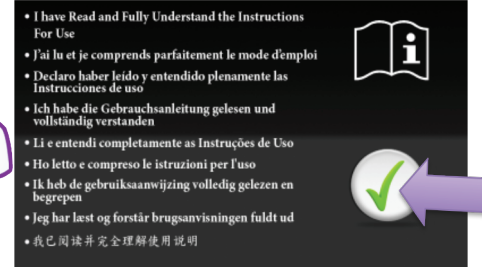 • I have Read and Fully Understand the Instructions
For Use
• J'ai lu et je comprends parfaitement le mode d'emploi
• Declaro haber leído y entendido plenamente las
Instrucciones de uso
• Ich habe die Gebrauchsanleitung gelesen und
vollständig verstanden
• Li e entendi completamente as Instruções de Uso
• Ho letto e compreso le istruzioni per l'uso
• Ik heb de gebruiksaanwijzing volledig gelezen en
begrepen
• Jeg har læst og forstår brugsanvisningen fuldt ud
• 我已阅读并完全理解使用说明
i